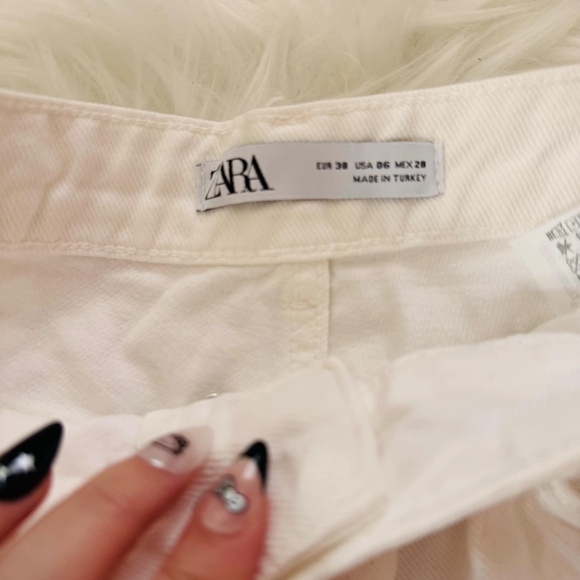 ZARA
EUR 38 USA 06 MEX 28
MADE IN TURKEY